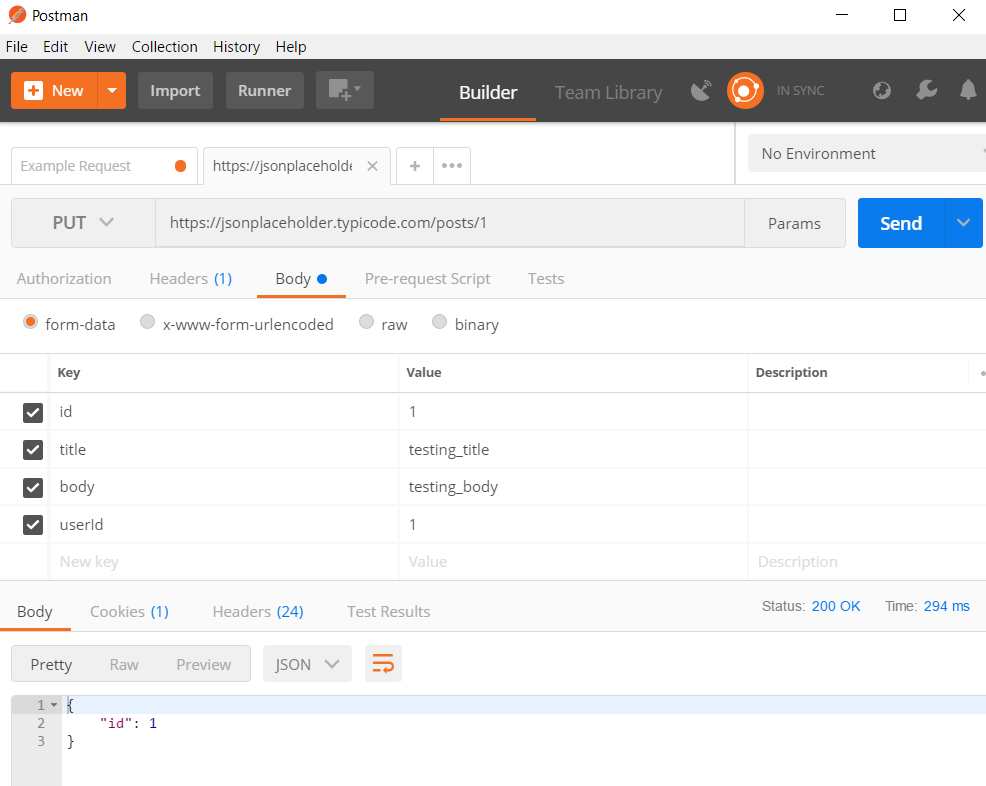 Postman
File Edit View Collection History Help
New Import Runner Builder Team Library IN SYNC
Example Request https://jsonplaceholde No Environment
PUT https://jsonplaceholder.typicode.com/posts/1 Params Send
Authorization Headers (1) Body Pre-request Script Tests
form-data x-www-form-urlencoded raw binary
Key Value Description
id 1
title testing_title
body testing_body
userId 1
New key Value Description
Body Cookies (1) Headers (24) Test Results Status: 200 OK Time: 294 ms
Pretty Raw Preview JSON
1 {
2 "id": 1
3 }